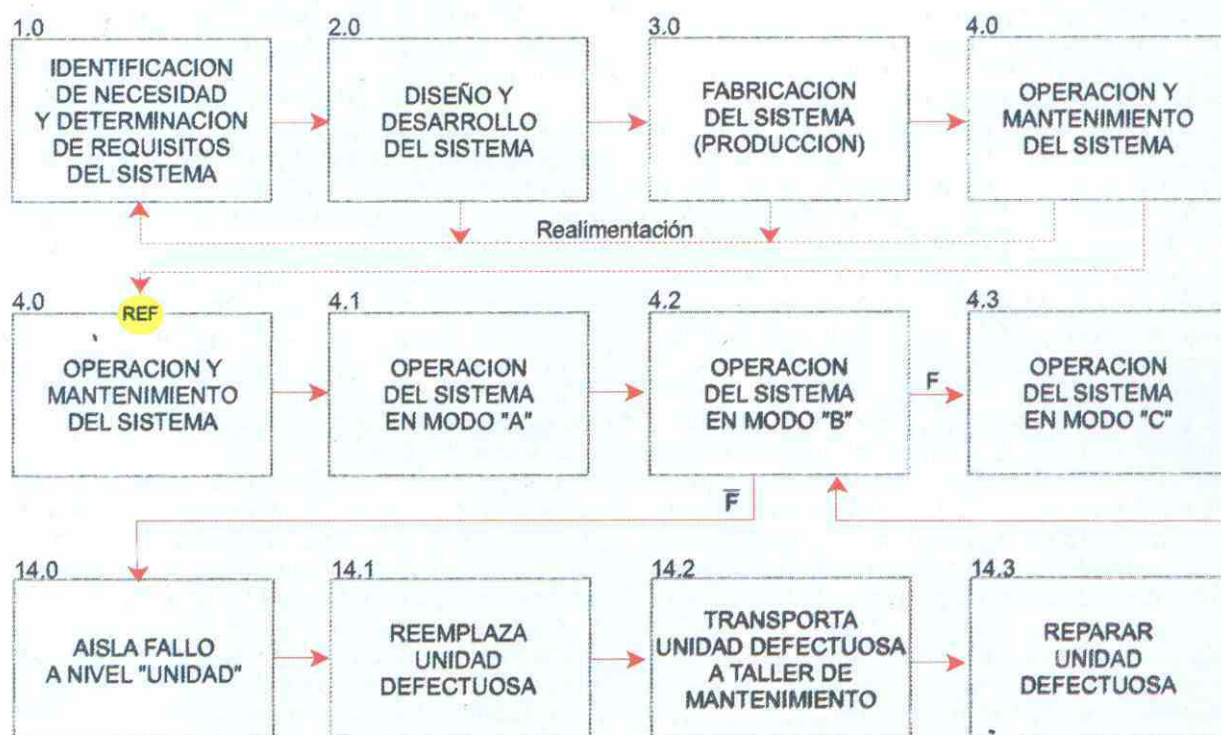 1.0
IDENTIFICACION
DE NECESIDAD
Y DETERMINACION
DE REQUISITOS
DEL SISTEMA
2.0
DISEÑO Y
DESARROLLO
DEL SISTEMA
3.0
FABRICACION
DEL SISTEMA
(PRODUCCION)
4.0
OPERACION Y
MANTENIMIENTO
DEL SISTEMA
Realimentación
4.0
REF
OPERACION Y
MANTENIMIENTO
DEL SISTEMA
4.1
OPERACION
DEL SISTEMA
EN MODO "A"
4.2
OPERACION
DEL SISTEMA
EN MODO "B"
F
4.3
OPERACION
DEL SISTEMA
EN MODO "C"
F̅
14.0
AISLA FALLO
A NIVEL "UNIDAD"
14.1
REEMPLAZA
UNIDAD
DEFECTUOSA
14.2
TRANSPORTA
UNIDAD DEFECTUOSA
A TALLER DE
MANTENIMIENTO
14.3
REPARAR
UNIDAD
DEFECTUOSA